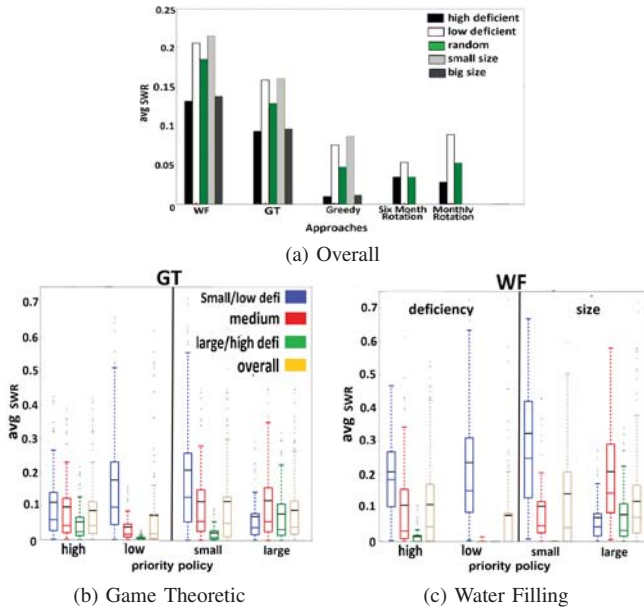 0.25
0.2
0.15
0.1
0.05
0
avg SWR
high deficient
low deficient
random
small size
big size
WF
GT
Greedy
Six Month Rotation
Monthly Rotation
Approaches
(a) Overall
GT
0.7
0.6
0.5
0.4
0.3
0.2
0.1
0
avg SWR
Small/low defi
medium
large/high defi
overall
high
low
small
large
priority policy
(b) Game Theoretic
WF
0.7
0.6
0.5
0.4
0.3
0.2
0.1
0
avg SWR
deficiency
size
high
low
small
large
priority policy
(c) Water Filling